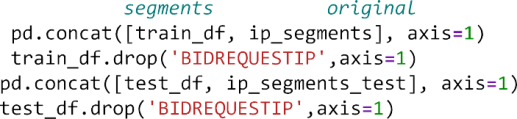 segments original
pd.concat([train_df, ip_segments], axis=1)
train_df.drop('BIDREQUESTIP',axis=1)
pd.concat([test_df, ip_segments_test], axis=1)
test_df.drop('BIDREQUESTIP',axis=1)